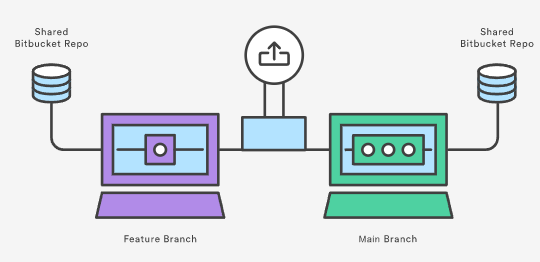 Shared
Bitbucket Repo
Shared
Bitbucket Repo
Feature Branch
Main Branch